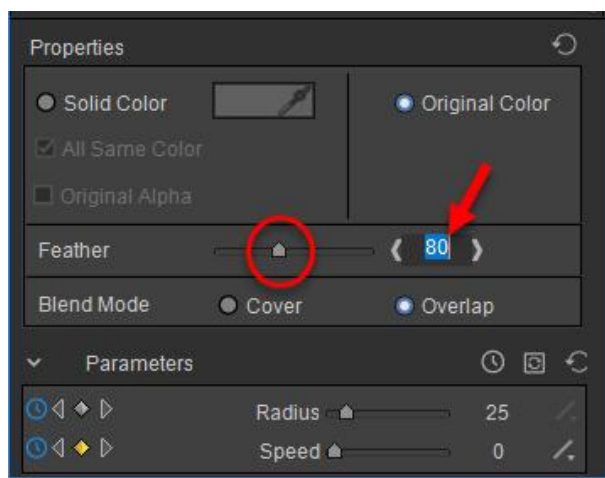 Properties
Solid Color Original Color
All Same Color
Original Alpha
Feather 80
Blend Mode Cover Overlap
Parameters
Radius 25
Speed 0